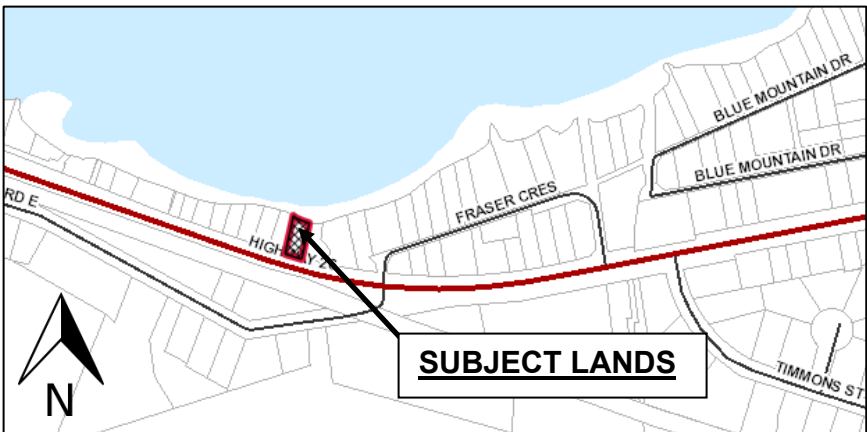 BLUE MOUNTAIN DR
BLUE MOUNTAIN DR
FRASER CRES
RD E
SUBJECT LANDS
TIMMONS ST
N